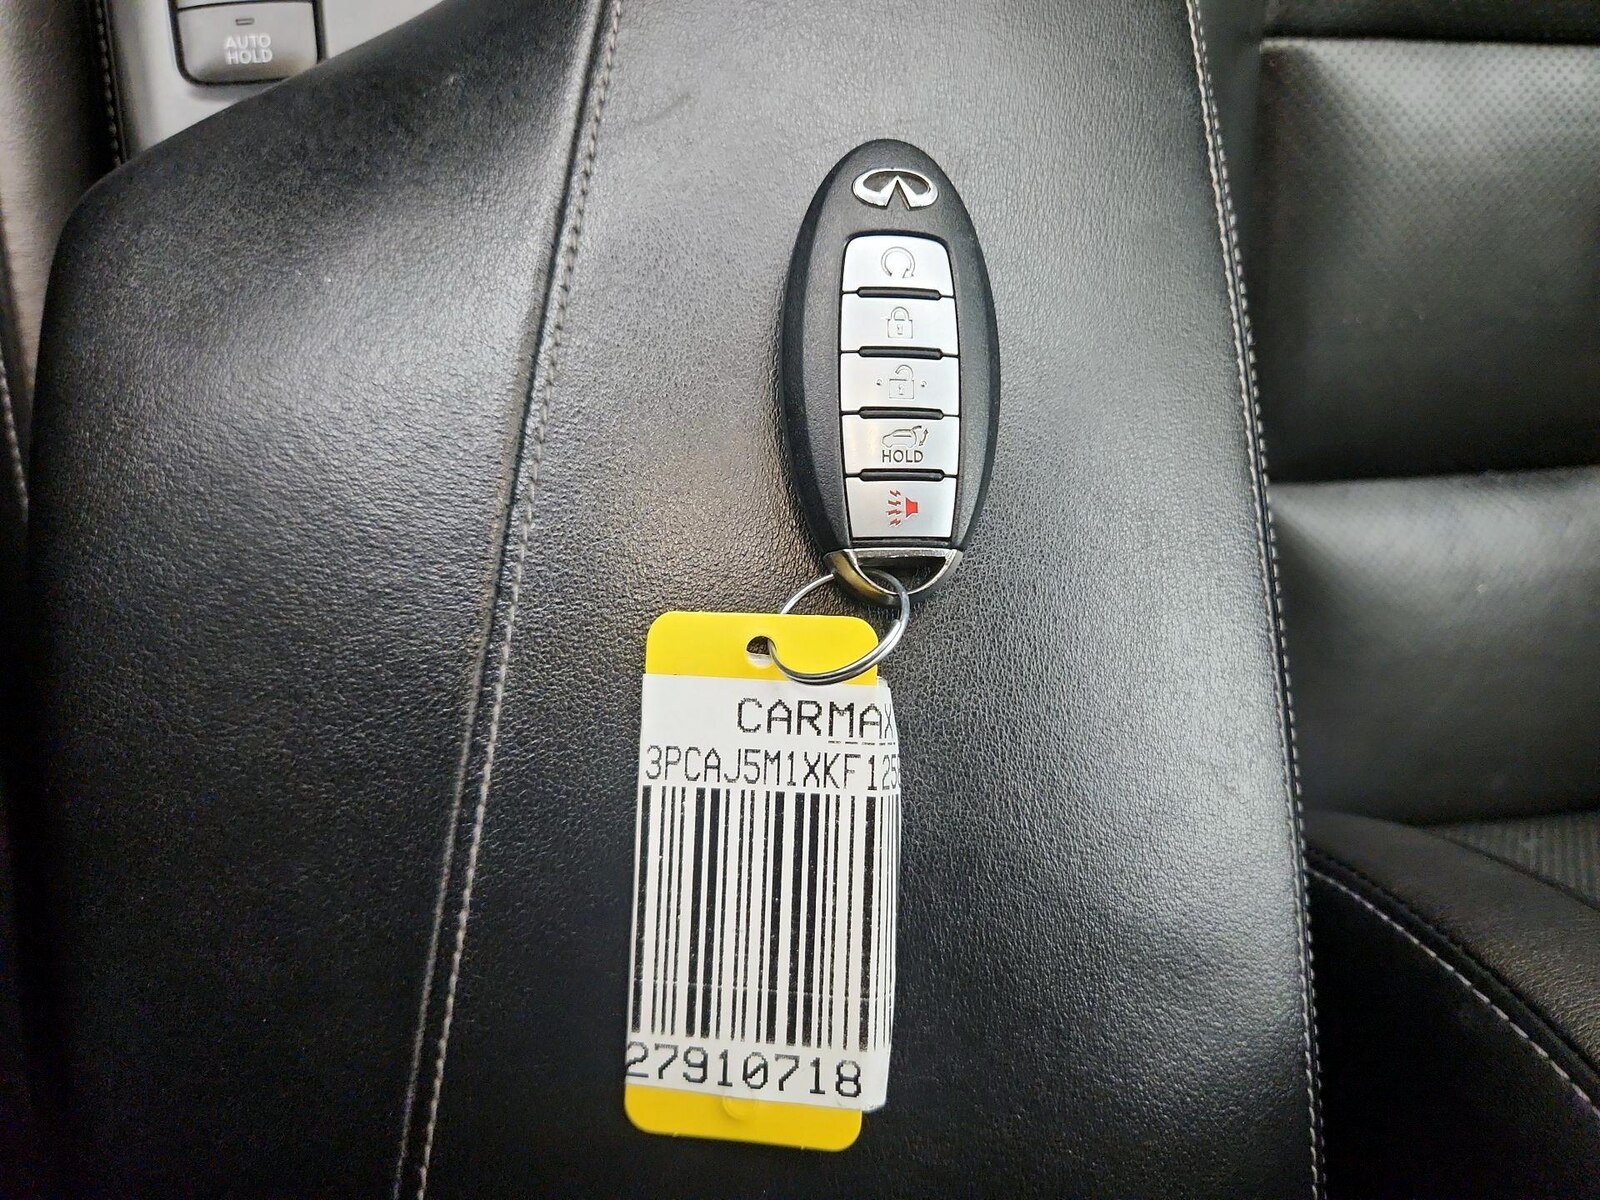 AUTO
HOLD
HOLD
CARMAX
3PCAJ5M1XKF125
27910718